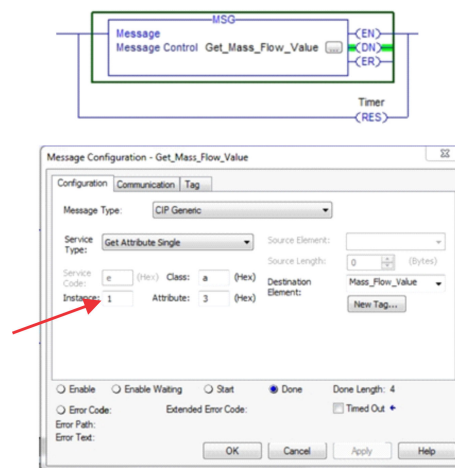 MSG
Message
Message Control Get_Mass_Flow_Value ...
EN
DN
ER
Timer
RES
Message Configuration - Get_Mass_Flow_Value
Configuration Communication Tag
Message Type: CIP Generic
Service Type: Get Attribute Single
Source Element:
Source Length: 0 (Bytes)
Service Code: e (Hex) Class: a (Hex)
Destination Element: Mass_Flow_Value
Instance: 1 Attribute: 3 (Hex)
New Tag...
Enable Enable Waiting Start Done Done Length: 4
Error Code: Extended Error Code: Timed Out
Error Path:
Error Text:
OK Cancel Apply Help